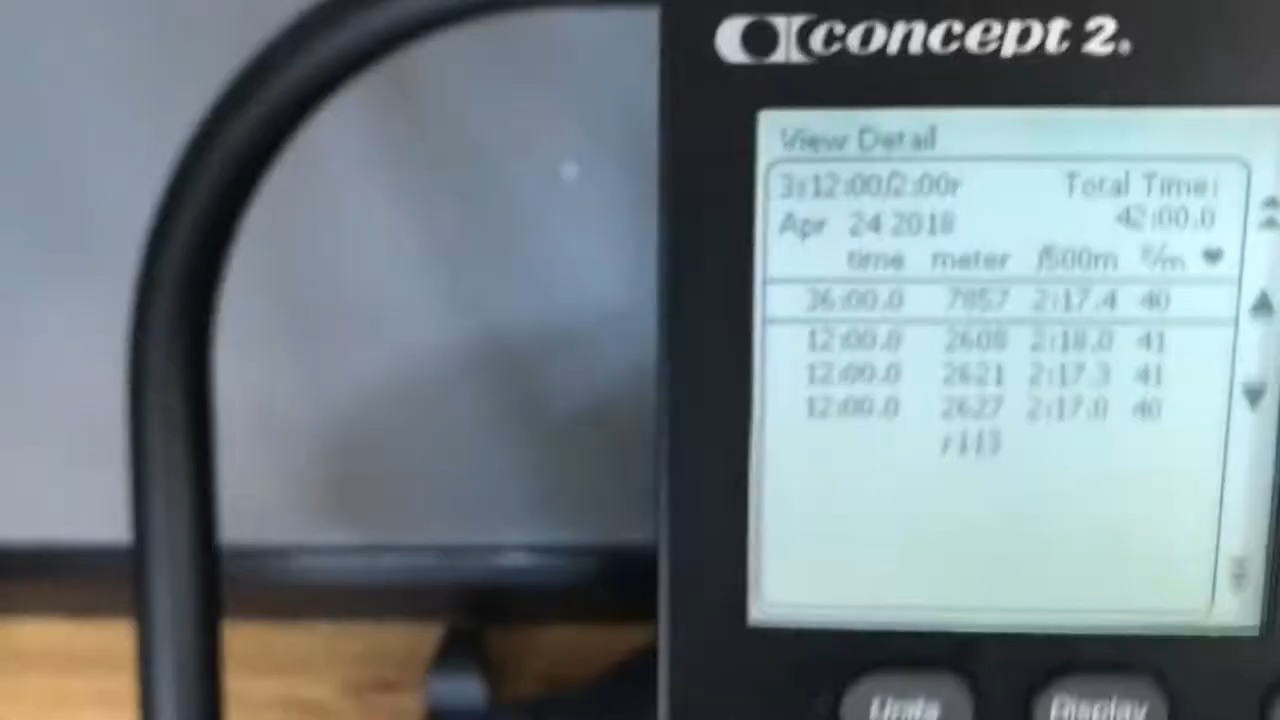 concept 2.
View Detail
3:12:00/2:00r Total Time:
Apr 24 2018 42:00.0
time meter /500m s/m
36:00.0 7857 2:17.4 40
12:00.0 2608 2:18.0 41
12:00.0 2621 2:17.3 41
12:00.0 2627 2:17.0 40
r113
Units Display